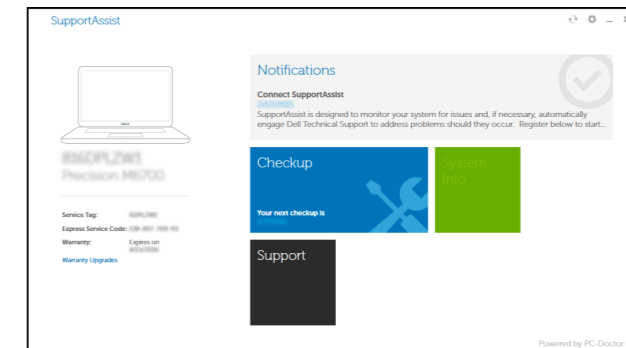 SupportAssist
Notifications
Connect SupportAssist
SupportAssist is designed to monitor your system for issues and, if necessary, automatically
engage Dell Technical Support to address problems should they occur. Register below to start...
Precision M6700
Checkup
System
Info
Your next checkup is
Service Tag:
Express Service Code:
Warranty: Expires on
Warranty Upgrades
Support
Powered by PC-Doctor